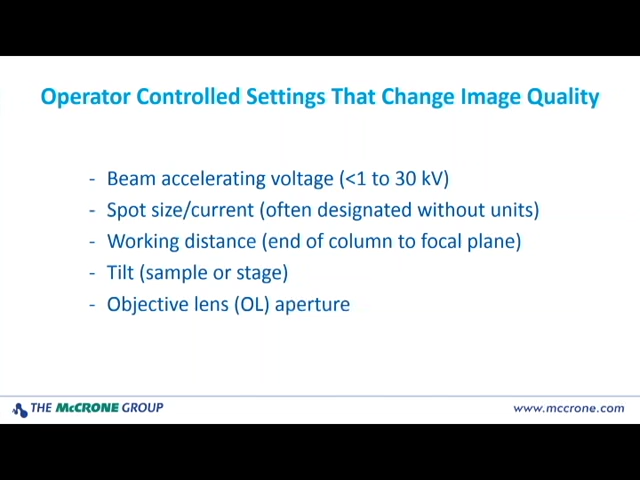 Operator Controlled Settings That Change Image Quality
- Beam accelerating voltage (<1 to 30 kV)
- Spot size/current (often designated without units)
- Working distance (end of column to focal plane)
- Tilt (sample or stage)
- Objective lens (OL) aperture
THE McCRONE GROUP
www.mccrone.com